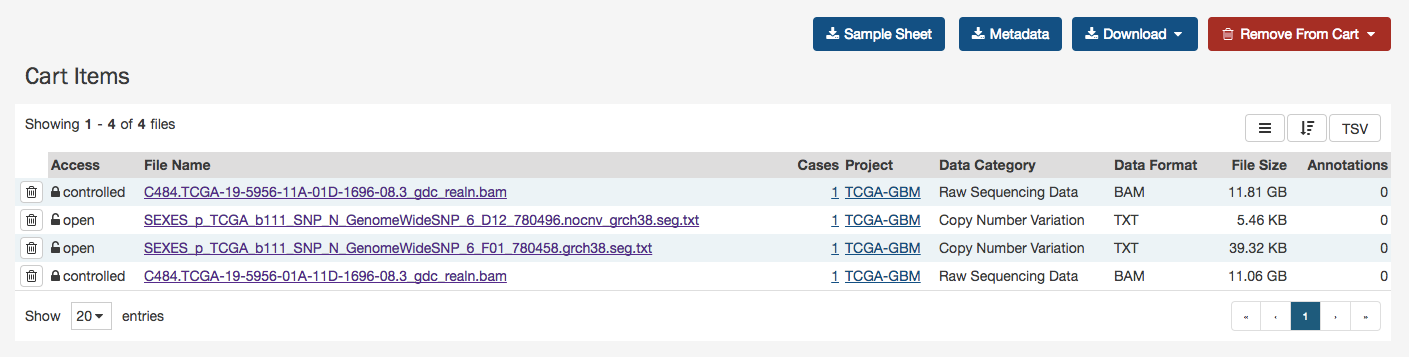 Sample Sheet Metadata Download Remove From Cart
Cart Items
Showing 1 - 4 of 4 files
TSV
Access File Name Cases Project Data Category Data Format File Size Annotations
controlled C484.TCGA-19-5956-11A-01D-1696-08.3_gdc_realn.bam 1 TCGA-GBM Raw Sequencing Data BAM 11.81 GB 0
open SEXES_p_TCGA_b111_SNP_N_GenomeWideSNP_6_D12_780496.nocnv_grch38.seg.txt 1 TCGA-GBM Copy Number Variation TXT 5.46 KB 0
open SEXES_p_TCGA_b111_SNP_N_GenomeWideSNP_6_F01_780458.grch38.seg.txt 1 TCGA-GBM Copy Number Variation TXT 39.32 KB 0
controlled C484.TCGA-19-5956-01A-11D-1696-08.3_gdc_realn.bam 1 TCGA-GBM Raw Sequencing Data BAM 11.06 GB 0
Show 20 entries « ‹ 1 › »